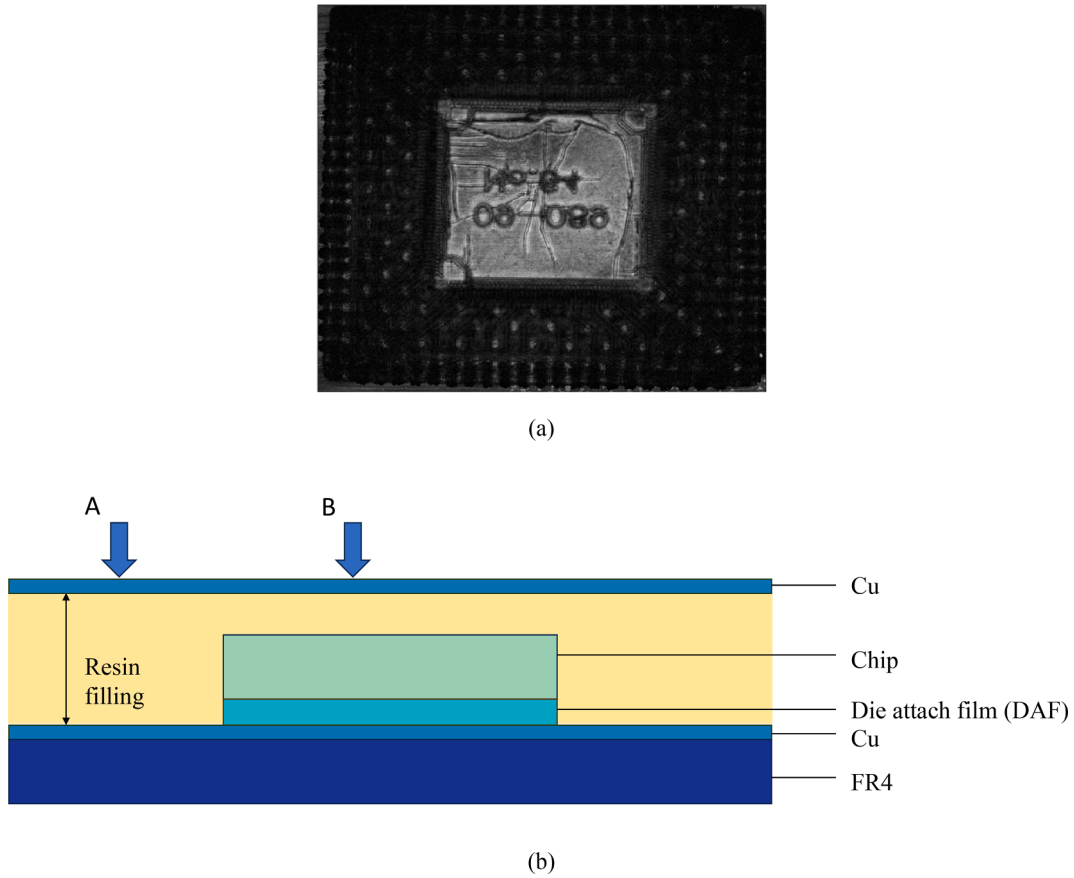 (a)
A
B
Cu
Resin
filling
Chip
Die attach film (DAF)
Cu
FR4
(b)